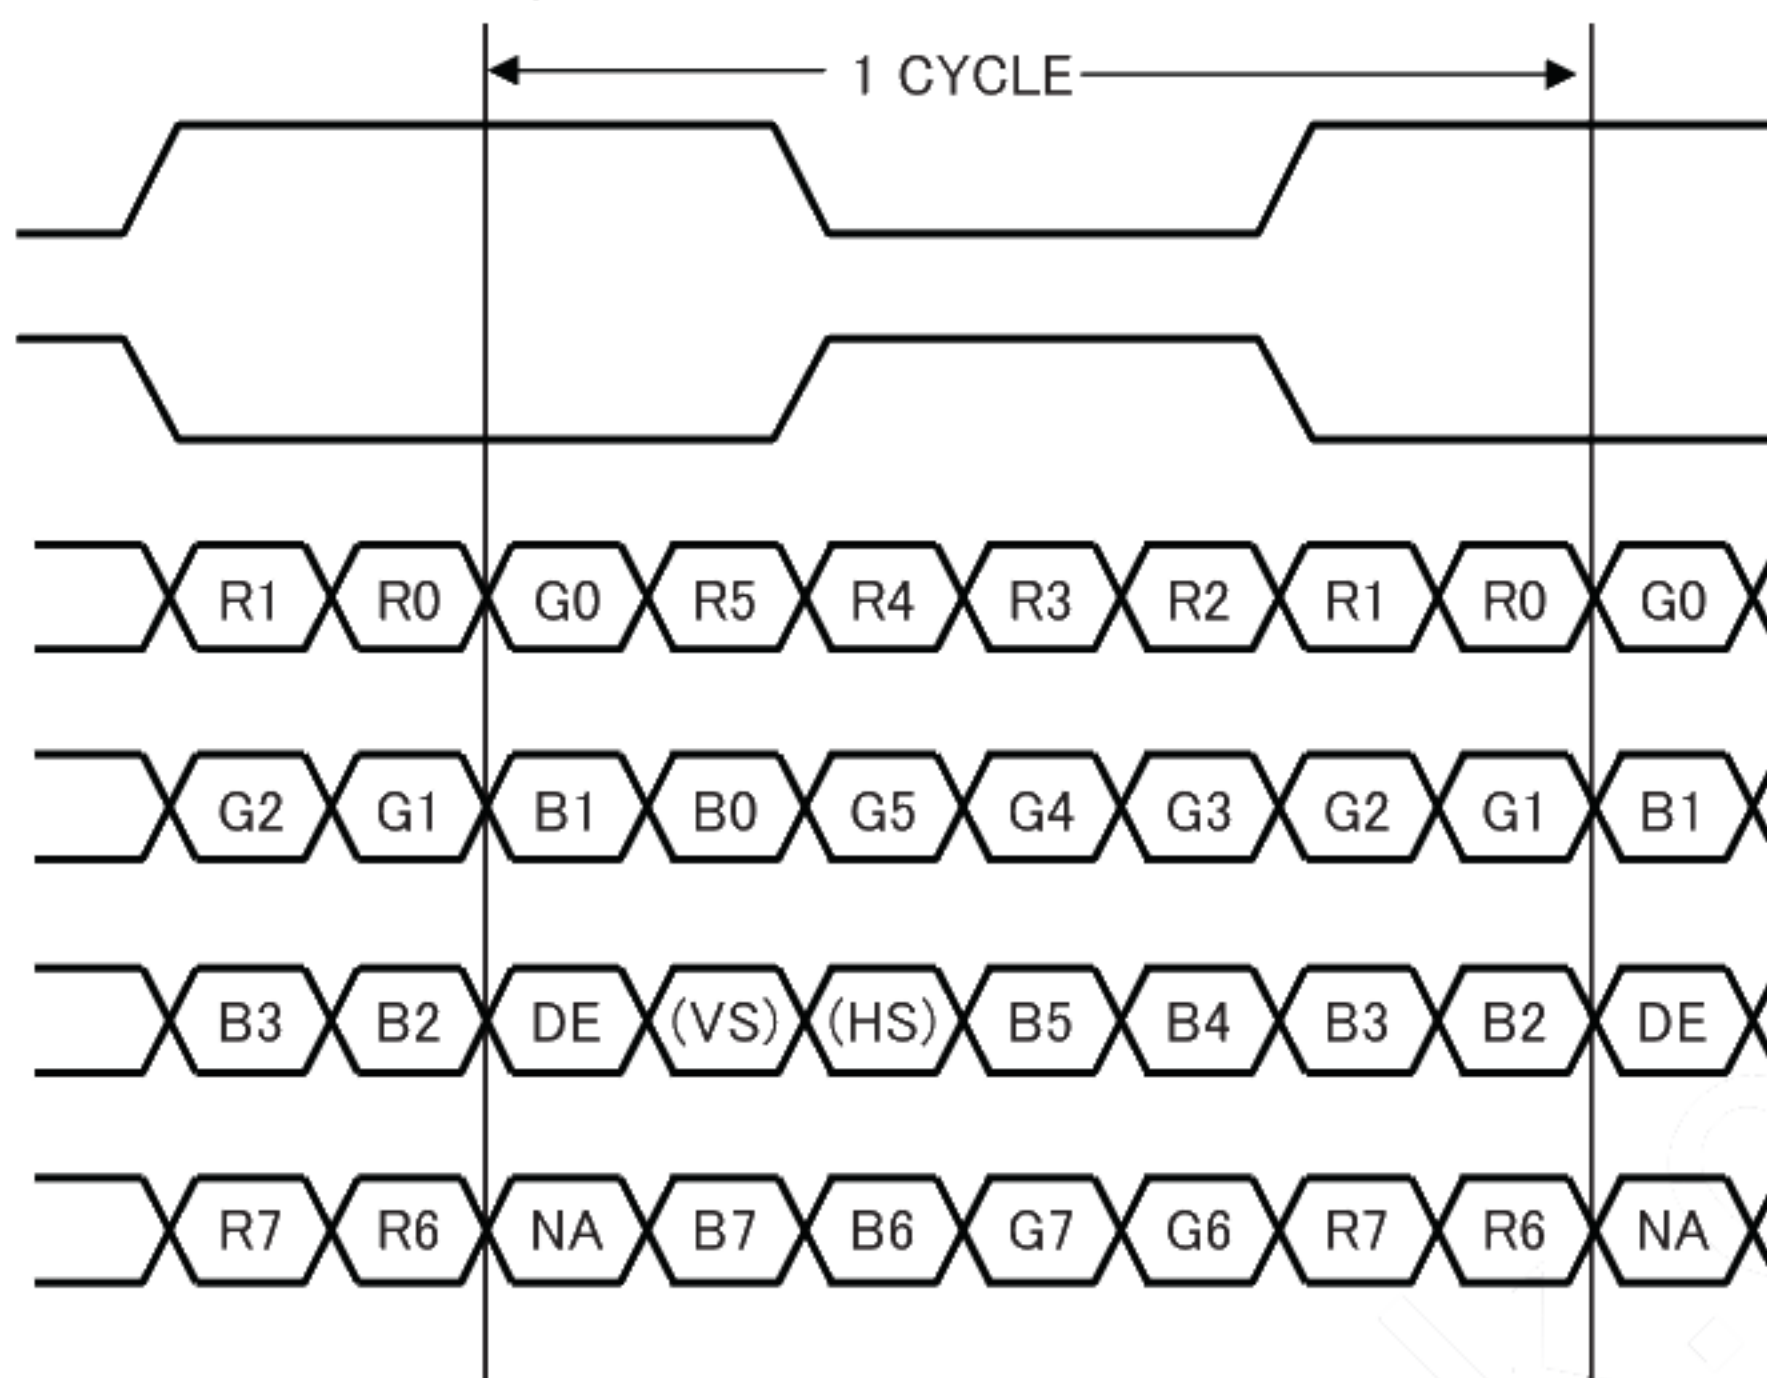 1 CYCLE
R1 R0 G0 R5 R4 R3 R2 R1 R0 G0
G2 G1 B1 B0 G5 G4 G3 G2 G1 B1
B3 B2 DE (VS) (HS) B5 B4 B3 B2 DE
R7 R6 NA B7 B6 G7 G6 R7 R6 NA